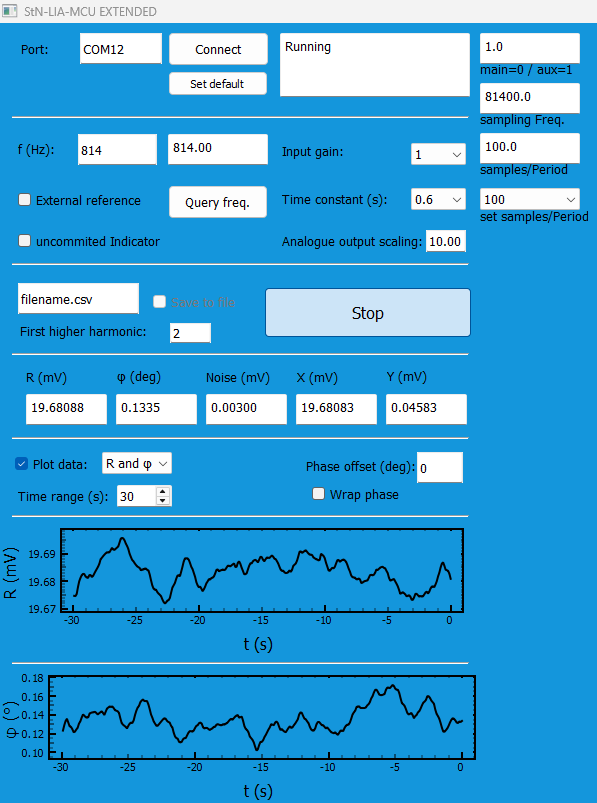 StN-LIA-MCU EXTENDED
Port: COM12 Connect Running 1.0
main=0 / aux=1
Set default 81400.0
sampling Freq.
f (Hz): 814 814.00 Input gain: 1 100.0
samples/Period
External reference Query freq. Time constant (s): 0.6 100
set samples/Period
uncommited Indicator Analogue output scaling: 10.00
filename.csv Save to file Stop
First higher harmonic: 2
R (mV) φ (deg) Noise (mV) X (mV) Y (mV)
19.68088 0.1335 0.00300 19.68083 0.04583
Plot data: R and φ Phase offset (deg): 0
Time range (s): 30 Wrap phase
R (mV)
19.69
19.68
19.67
-30 -25 -20 -15 -10 -5 0
t (s)
φ (°)
0.18
0.16
0.14
0.12
0.10
-30 -25 -20 -15 -10 -5 0
t (s)